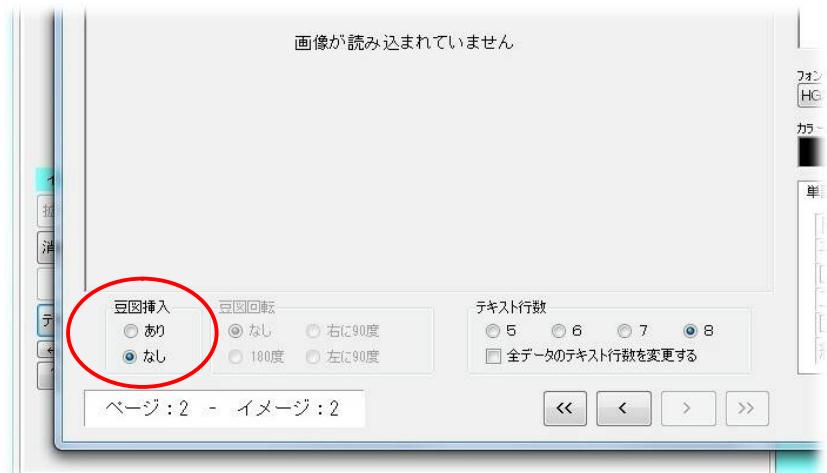 画像が読み込まれていません
HG
豆図挿入
あり
なし
豆図回転
なし
右に90度
180度
左に90度
テキスト行数
5
6
7
8
全データのテキスト行数を変更する
ページ:2 - イメージ:2
<<
<
>
>>